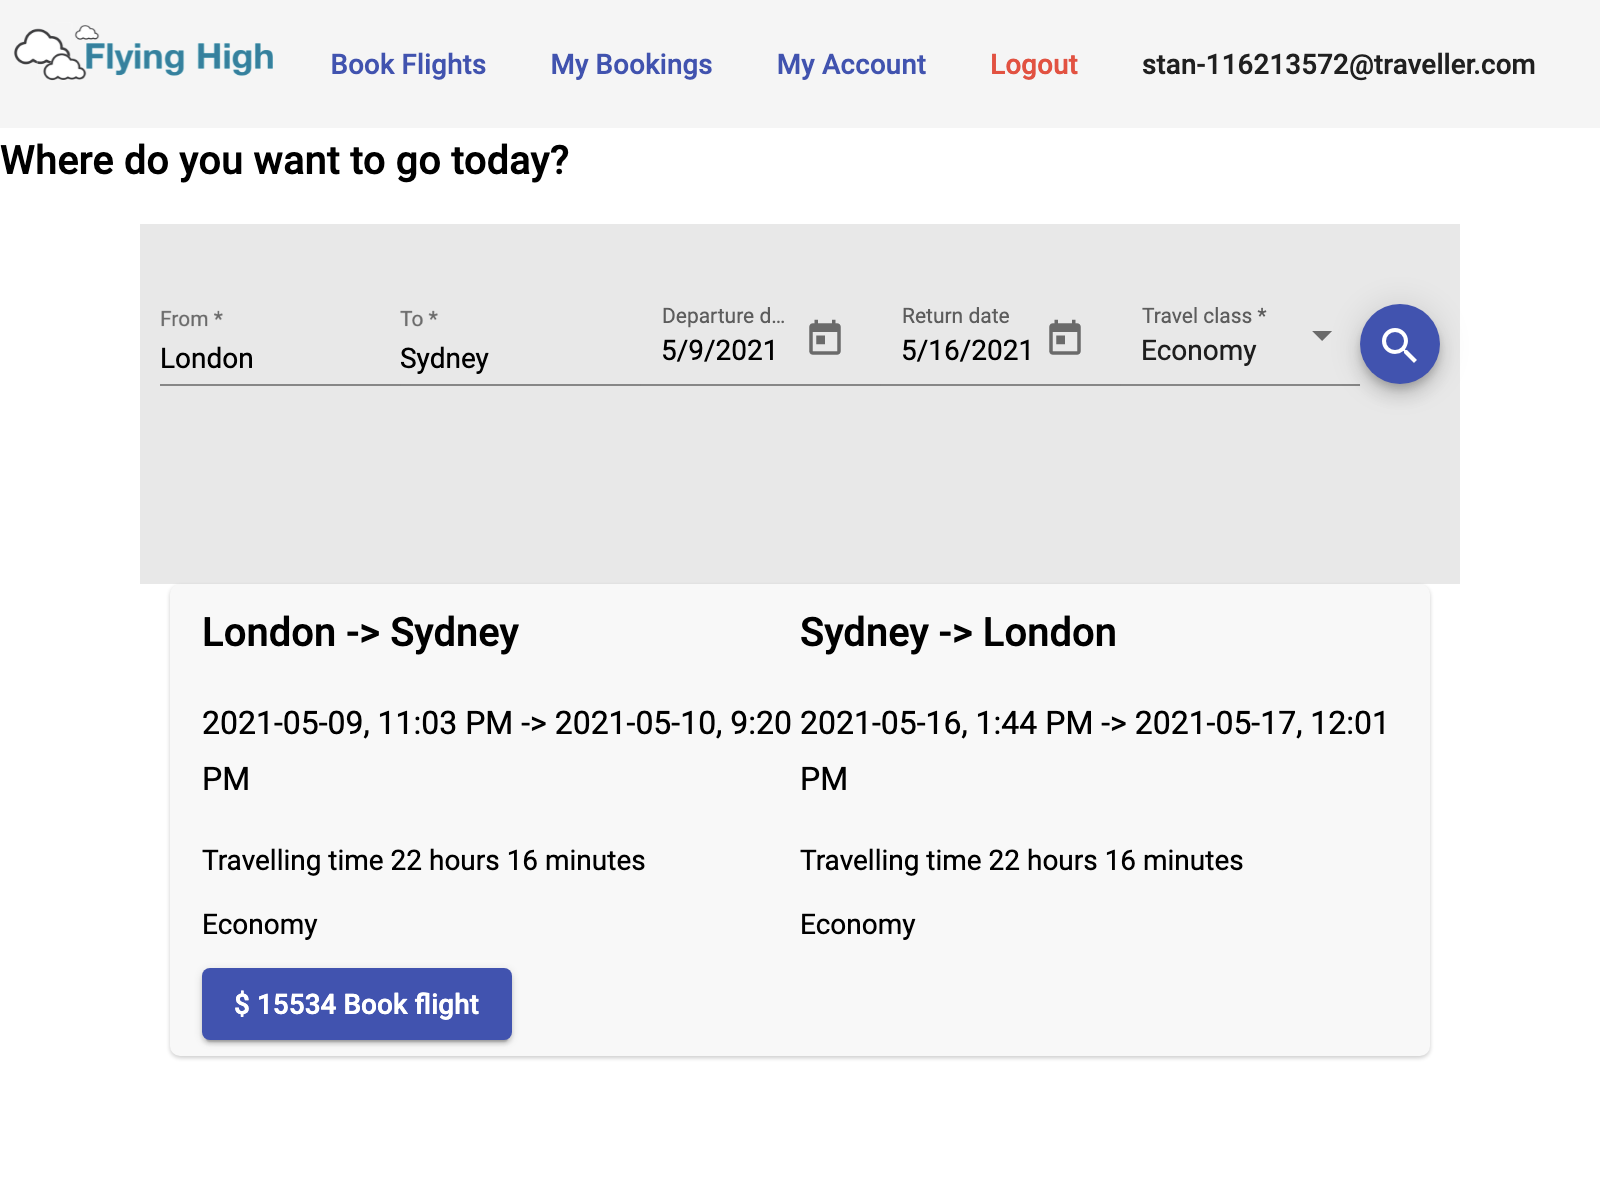 Flying High
Book Flights
My Bookings
My Account
Logout
stan-116213572@traveller.com
Where do you want to go today?
From *
London
To *
Sydney
Departure d...
5/9/2021
Return date
5/16/2021
Travel class *
Economy
London -> Sydney
2021-05-09, 11:03 PM -> 2021-05-10, 9:20
PM
Travelling time 22 hours 16 minutes
Economy
$ 15534 Book flight
Sydney -> London
2021-05-16, 1:44 PM -> 2021-05-17, 12:01
PM
Travelling time 22 hours 16 minutes
Economy